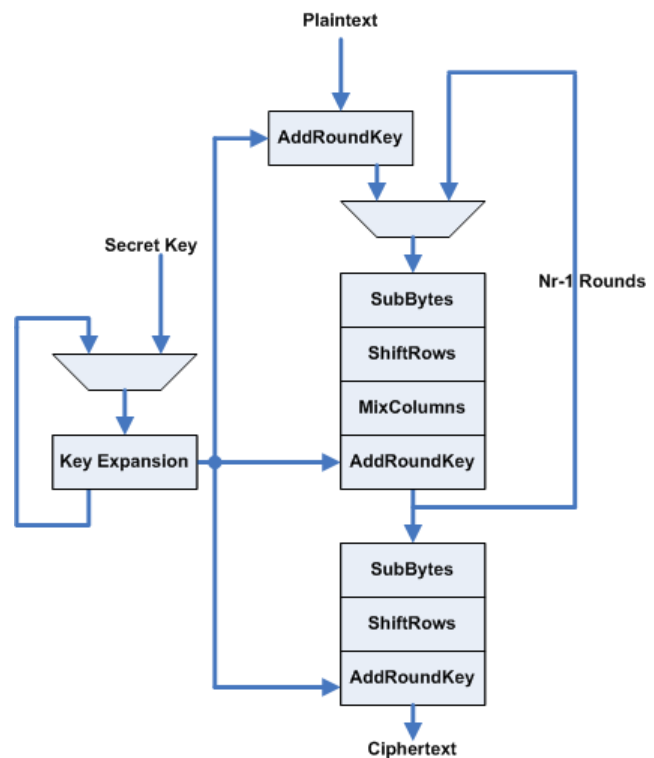 Plaintext
AddRoundKey
Secret Key
SubBytes
Nr-1 Rounds
ShiftRows
MixColumns
Key Expansion
AddRoundKey
SubBytes
ShiftRows
AddRoundKey
Ciphertext